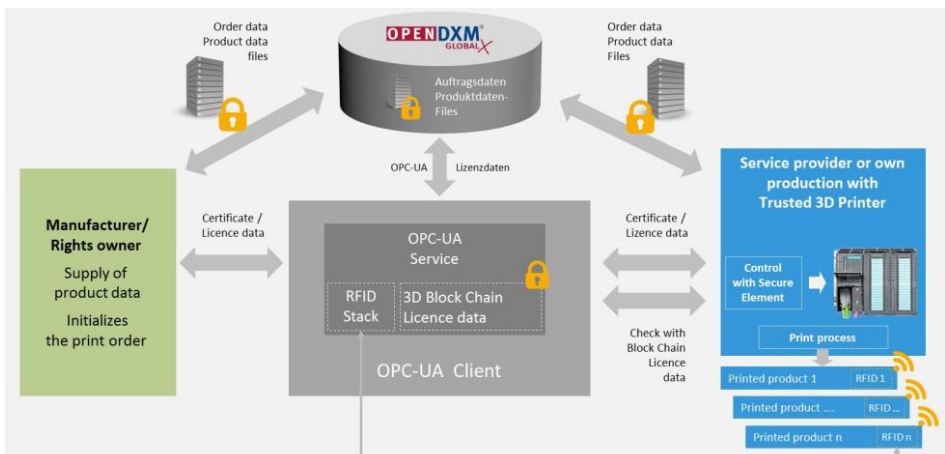 Order data
Product data
files
OPENDXM
GLOBAL X
Auftragsdaten
Produktdaten-
Files
Order data
Product data
Files
OPC-UA
Lizenzdaten
Manufacturer/
Rights owner
Supply of
product data
Initializes
the print order
Certificate /
Licence data
OPC-UA
Service
RFID
Stack
3D Block Chain
Licence data
OPC-UA Client
Certificate /
Lizence data
Check with
Block Chain
Licence
data
Service provider or own
production with
Trusted 3D Printer
Control
with Secure
Element
Print process
Printed product 1
RFID 1
Printed product ....
RFID ...
Printed product n
RFID n